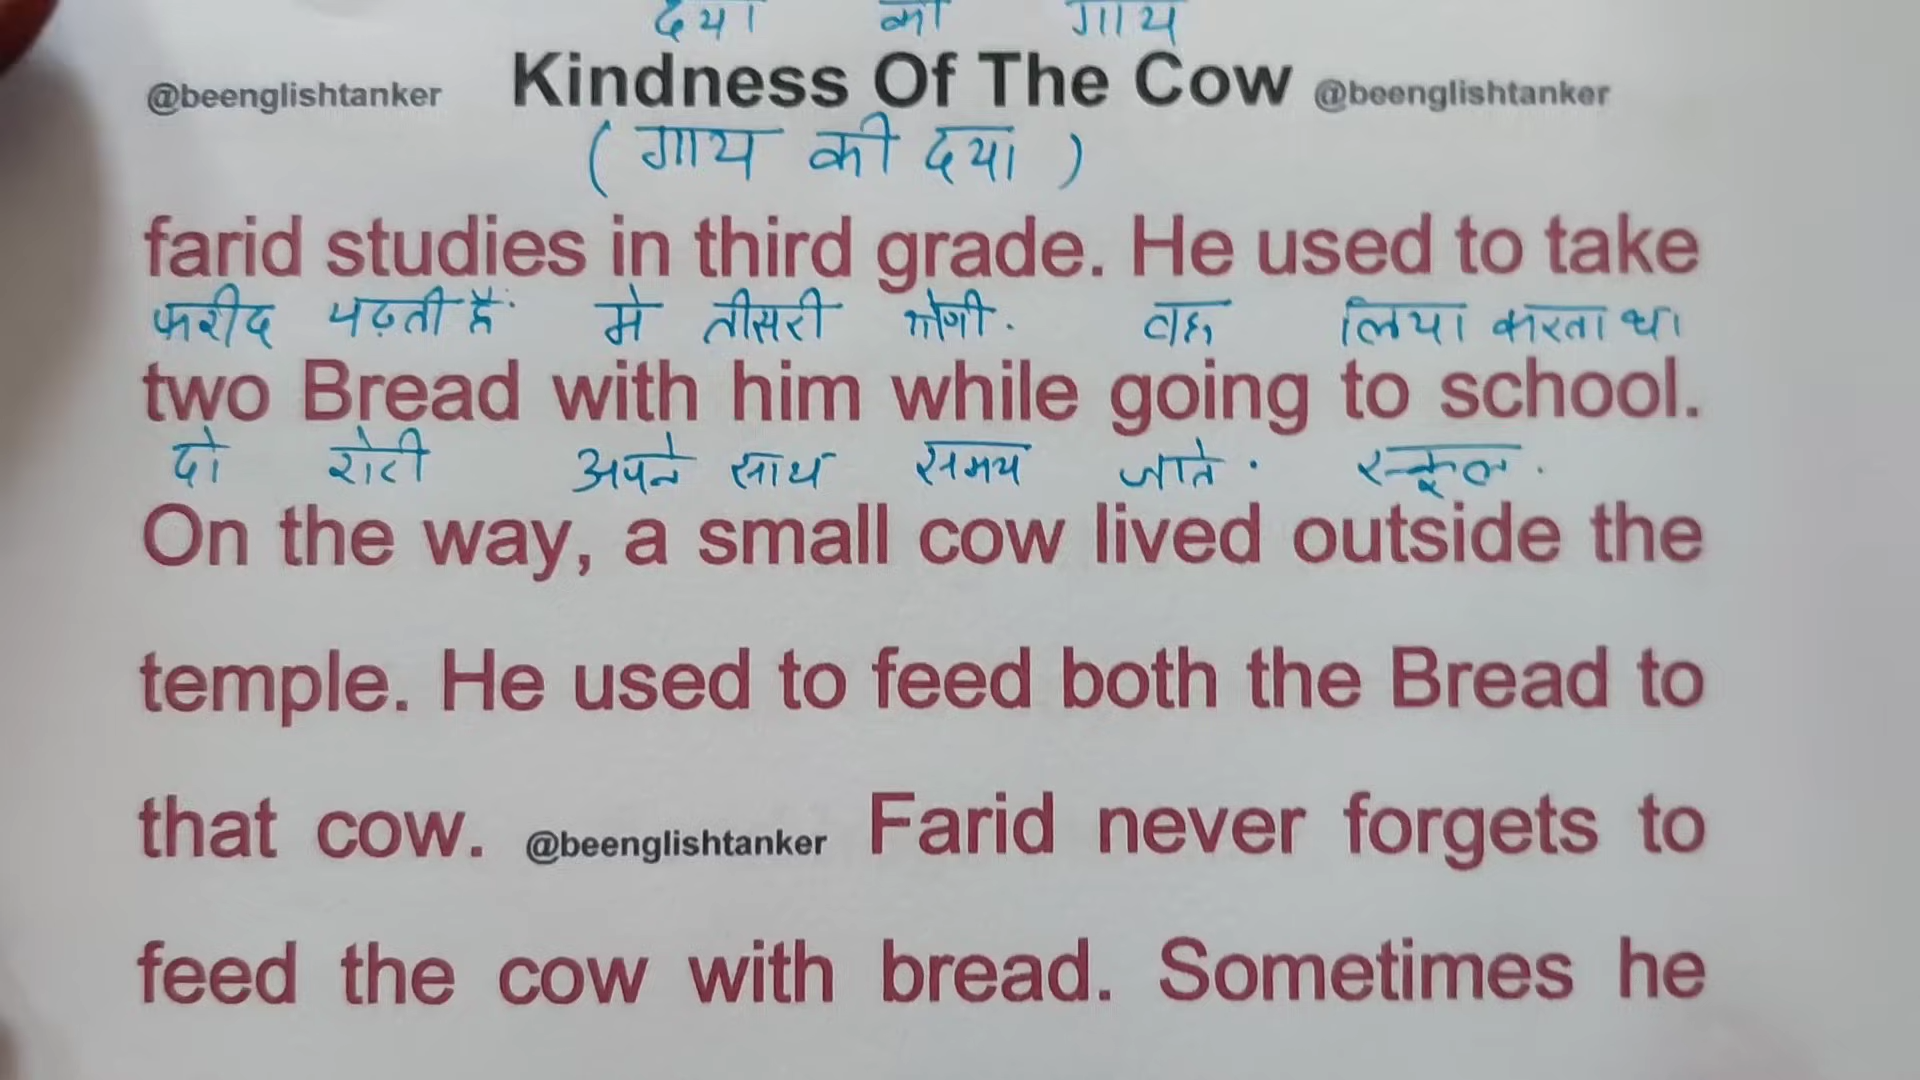 दया की गाय
@beenglishtanker Kindness Of The Cow @beenglishtanker
( गाय की दया )
farid studies in third grade. He used to take
फरीद पढ़ती है में तीसरी वह लिया करता था
two Bread with him while going to school.
दो रोटी अपने साथ समय जाते स्कूल.
On the way, a small cow lived outside the
temple. He used to feed both the Bread to
that cow. @beenglishtanker Farid never forgets to
feed the cow with bread. Sometimes he